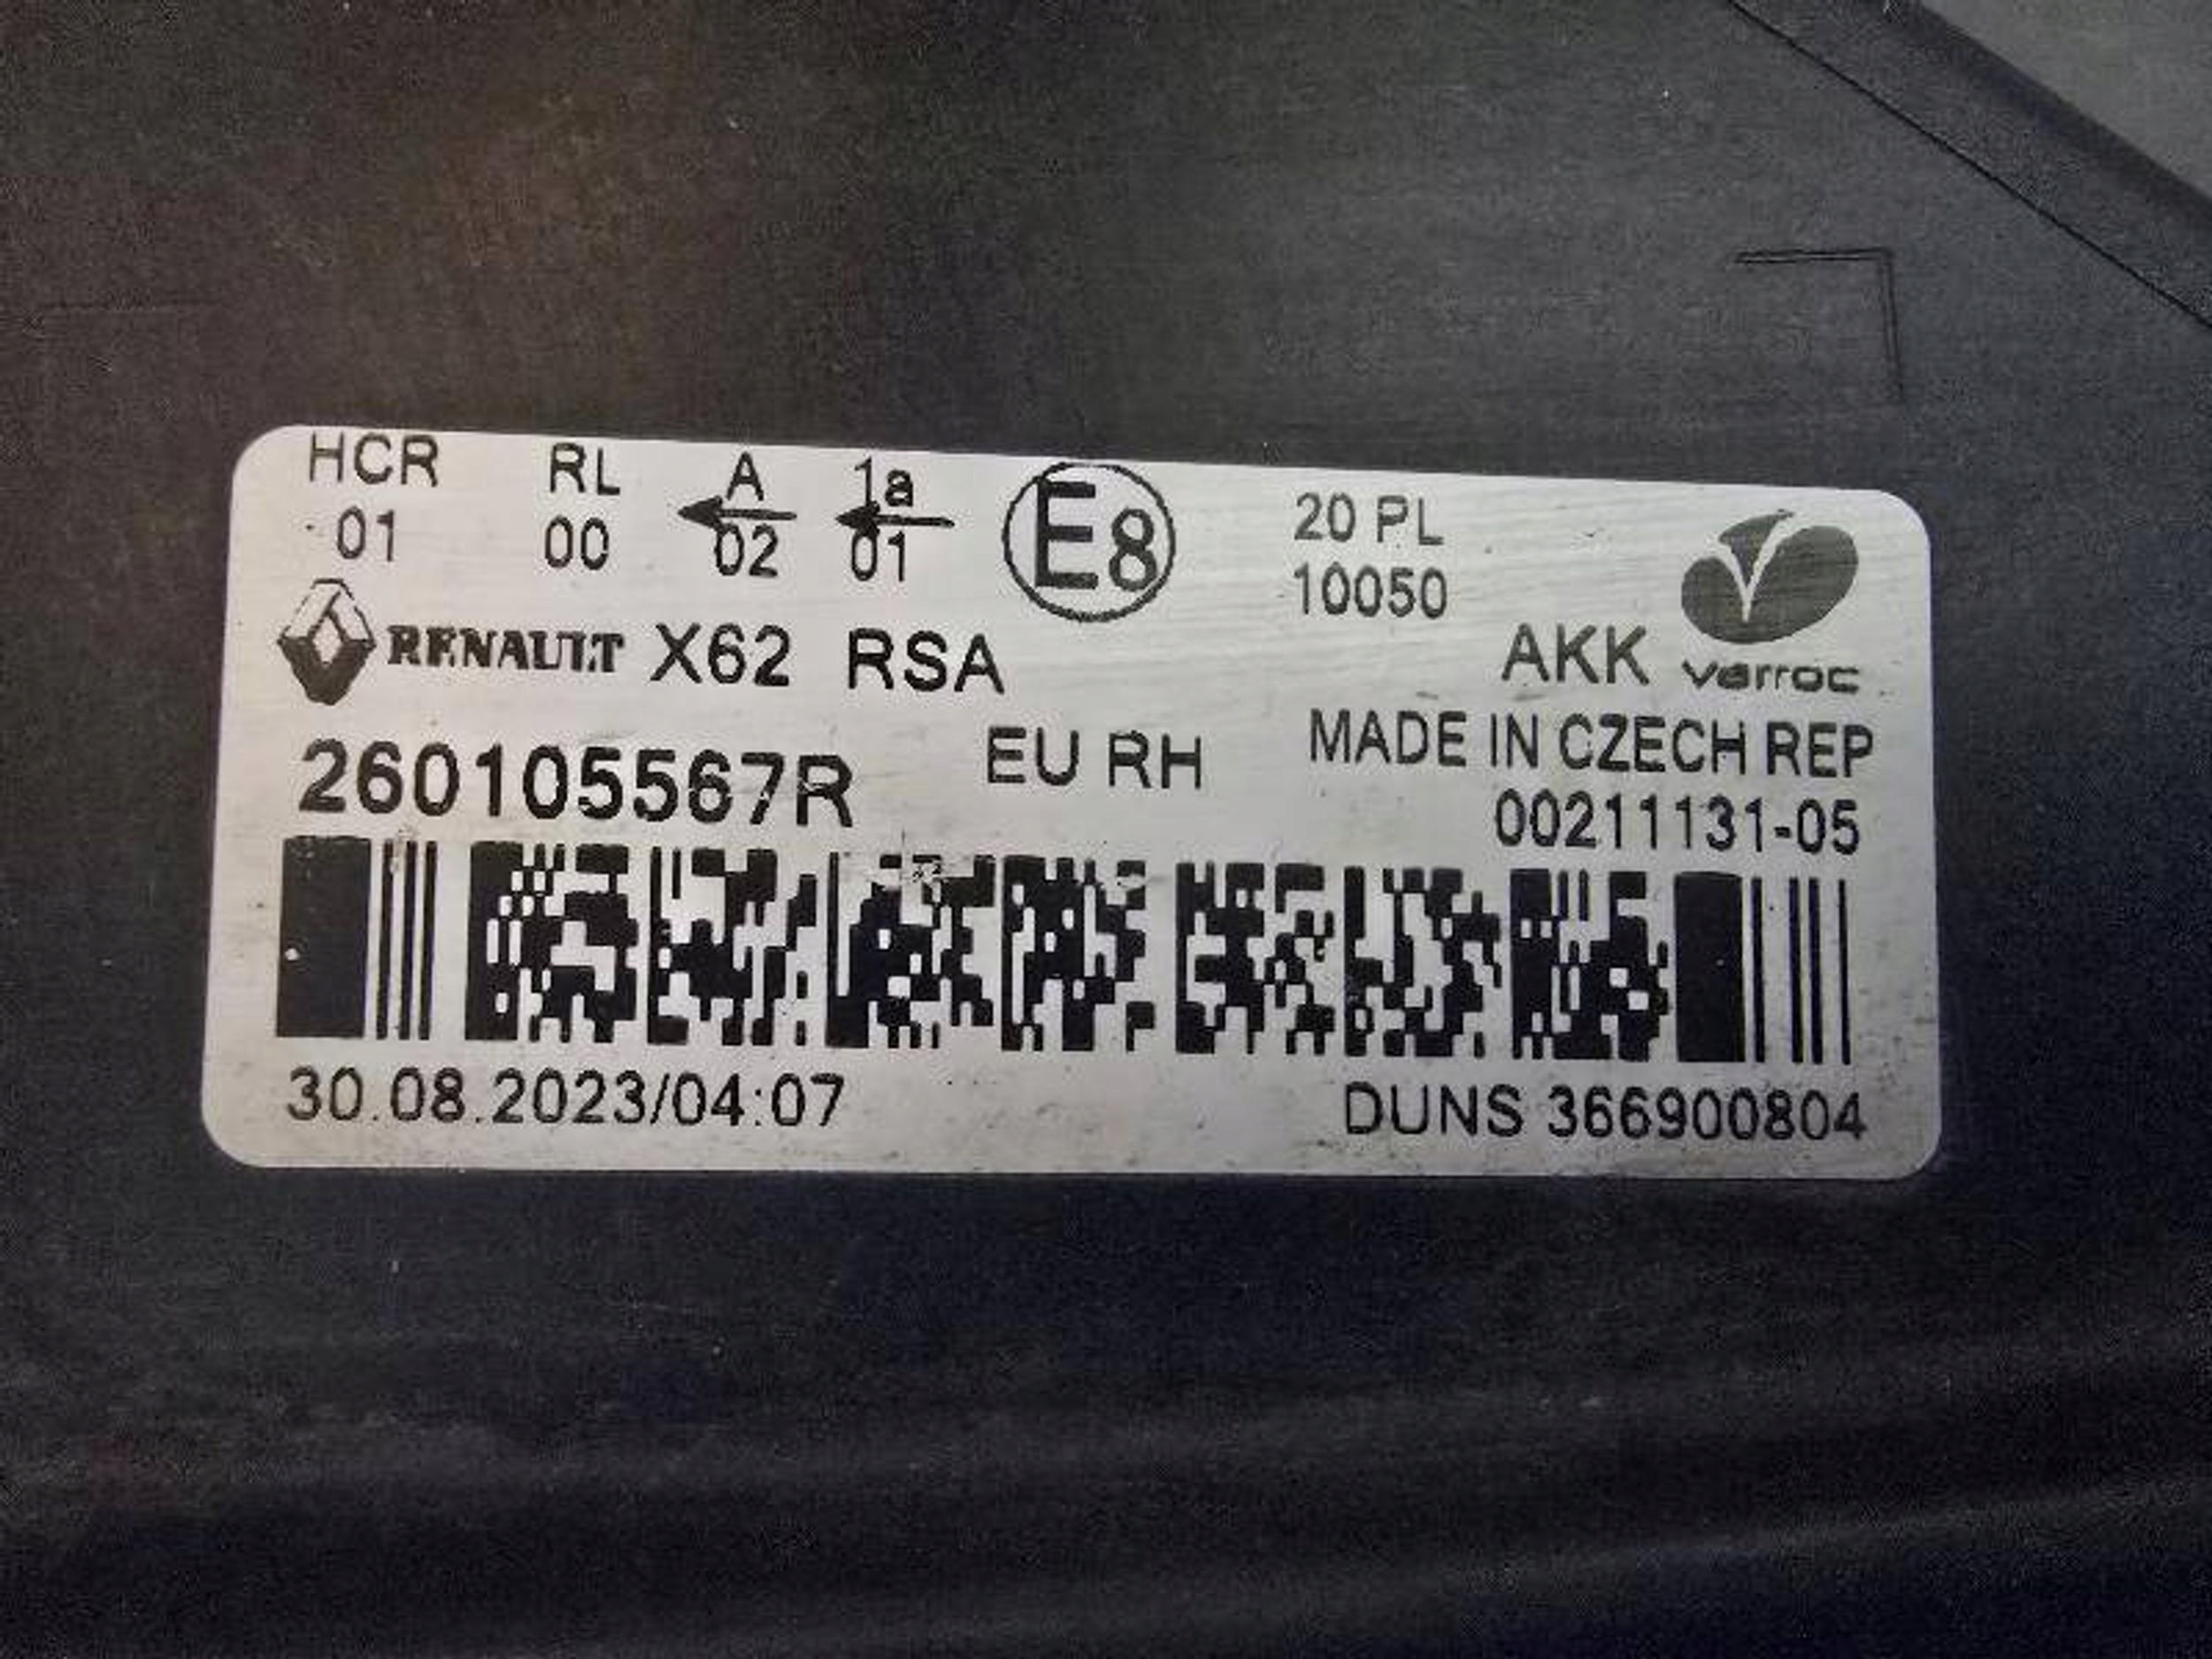 HCR RL A 1a
01 00 02 01 E8 20 PL
10050
RENAULT X62 RSA AKK varroc
260105567R EU RH MADE IN CZECH REP
00211131-05
30.08.2023/04:07 DUNS 366900804